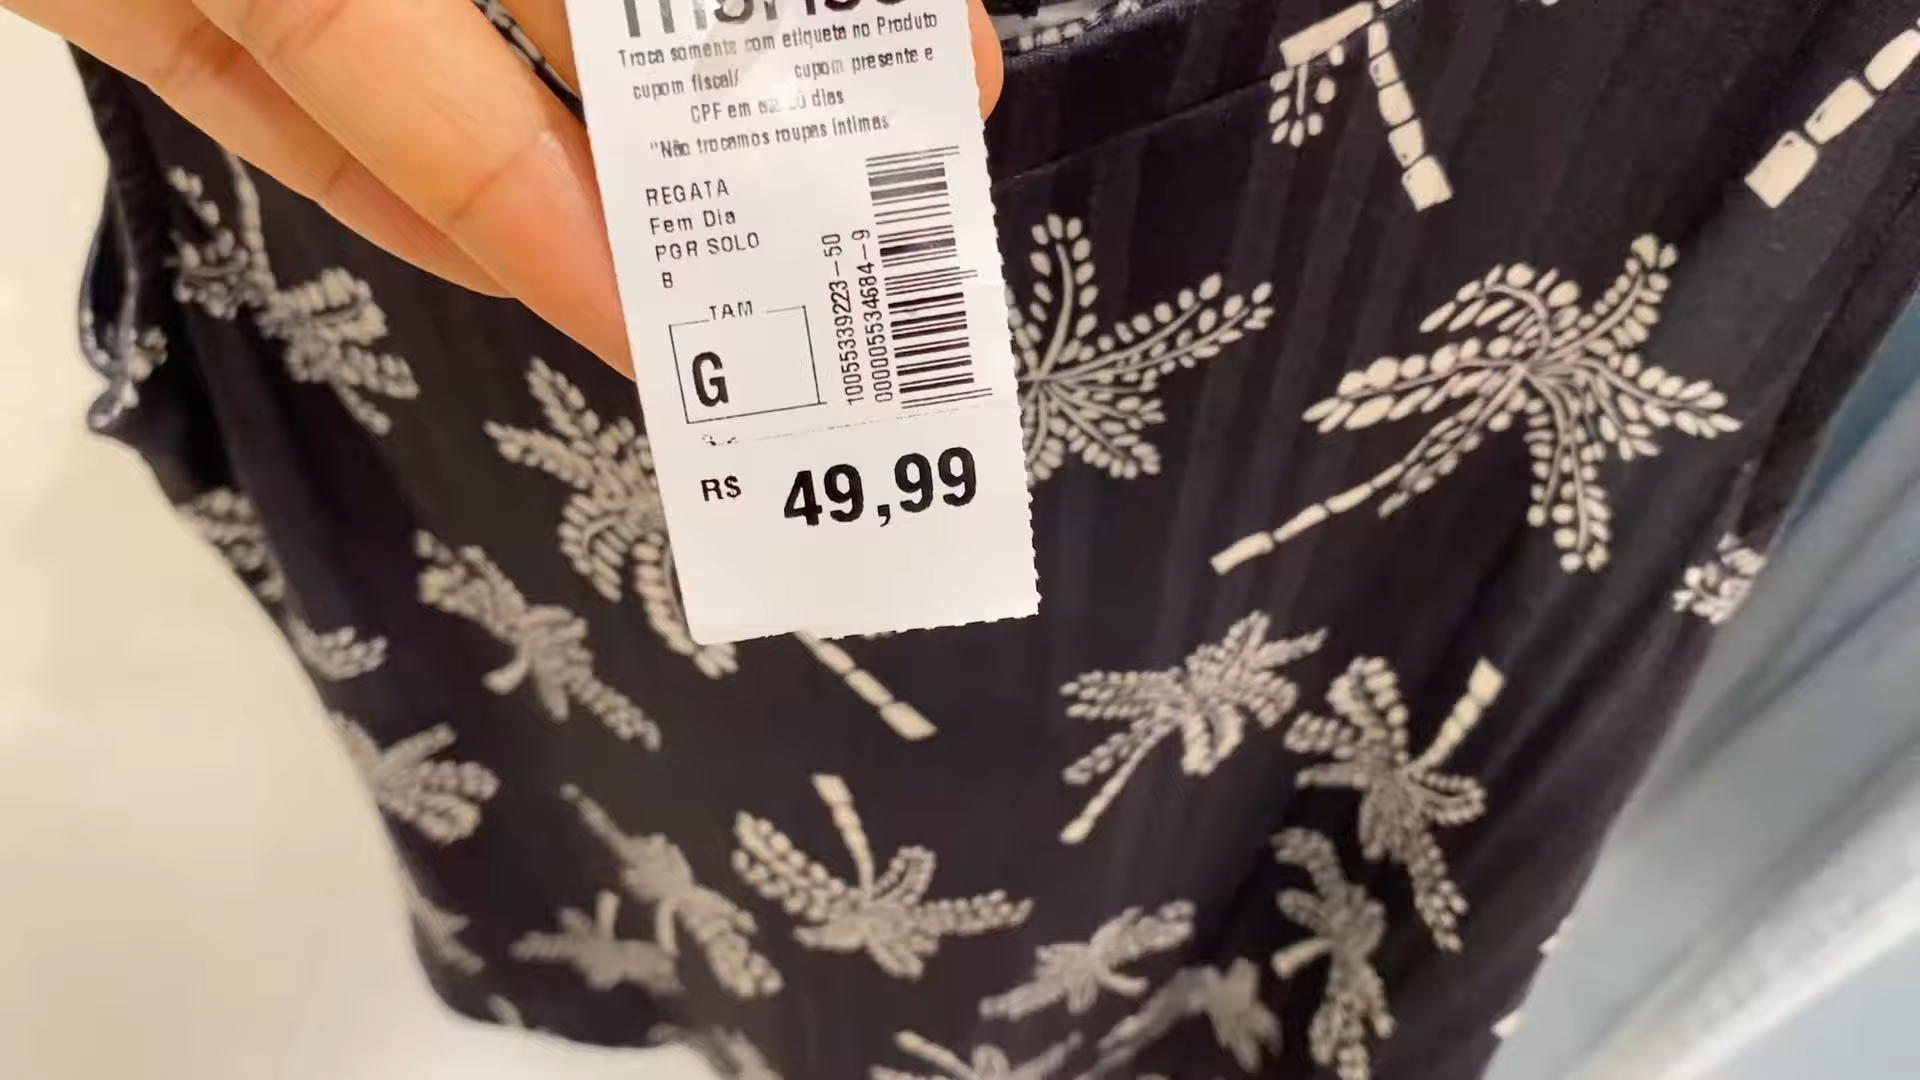 Troca somente com etiqueta no Produto
cupom fiscal/ cupom presente e
CPF em dias
"Não trocamos roupas íntimas"
REGATA
Fem Dia
PGR SOLO
B
TAM
G
10055339223-50
000005534684-9
R$ 49,99